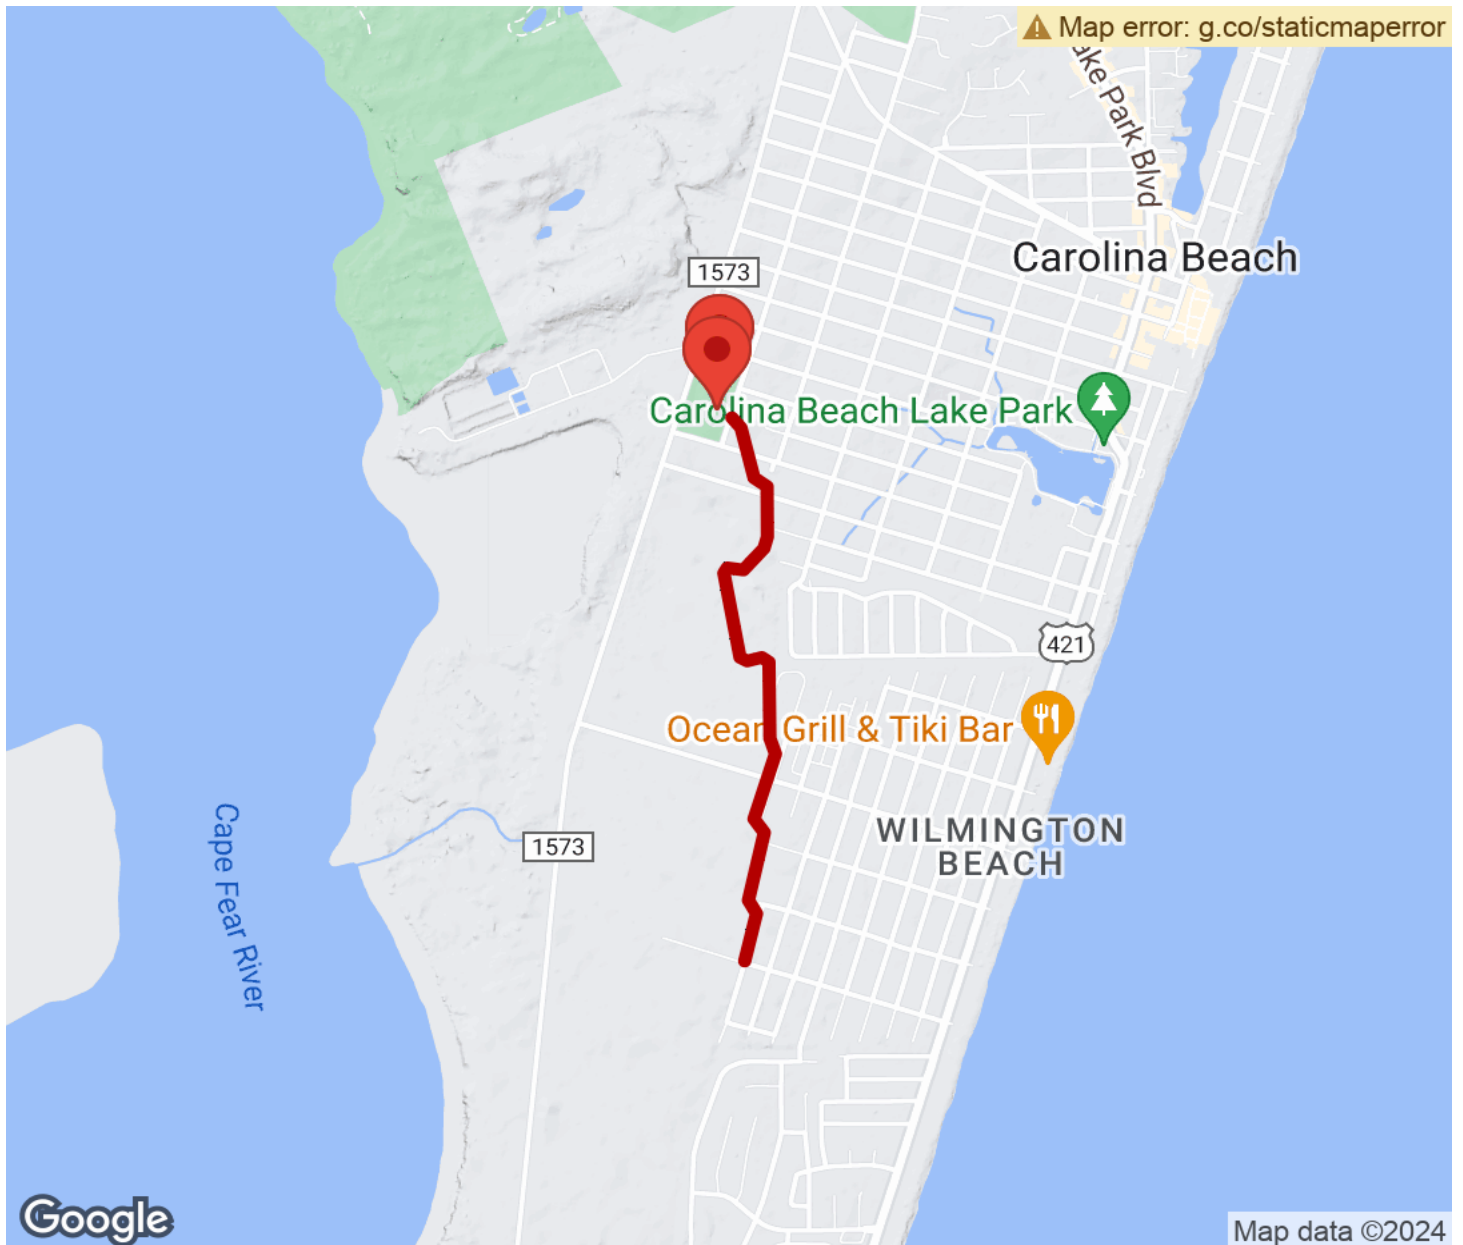 Map error: g.co/staticmaperror
ake Park Blvd
Carolina Beach
1573
Carolina Beach Lake Park
421
Ocean Grill & Tiki Bar
WILMINGTON
BEACH
1573
Cape Fear River
Google
Map data ©2024